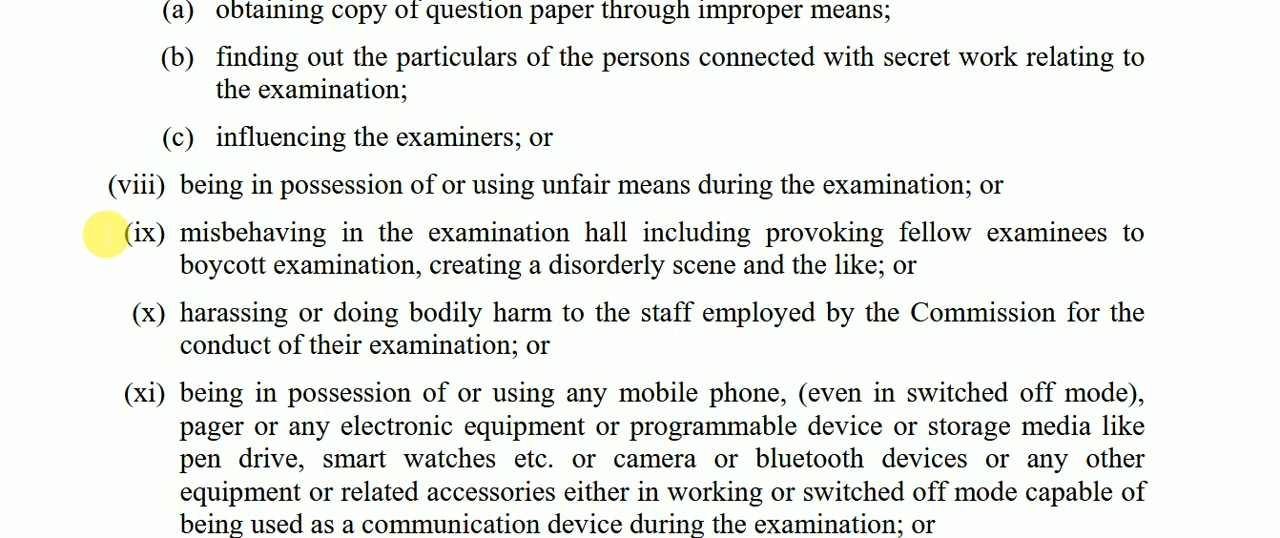 (a) obtaining copy of question paper through improper means;
(b) finding out the particulars of the persons connected with secret work relating to
the examination;
(c) influencing the examiners; or
(viii) being in possession of or using unfair means during the examination; or
(ix) misbehaving in the examination hall including provoking fellow examinees to
boycott examination, creating a disorderly scene and the like; or
(x) harassing or doing bodily harm to the staff employed by the Commission for the
conduct of their examination; or
(xi) being in possession of or using any mobile phone, (even in switched off mode),
pager or any electronic equipment or programmable device or storage media like
pen drive, smart watches etc. or camera or bluetooth devices or any other
equipment or related accessories either in working or switched off mode capable of
being used as a communication device during the examination; or